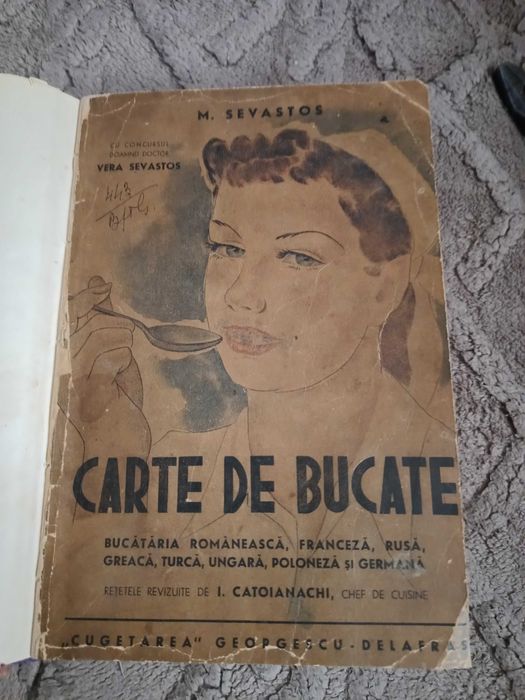 M. SEVASTOS
CU CONCURSUL
DOAMNEI DOCTOR
VERA SEVASTOS
443
CARTE DE BUCATE
BUCĂTĂRIA ROMÂNEASCĂ, FRANCEZĂ, RUSĂ,
GREACĂ, TURCĂ, UNGARĂ, POLONEZĂ ȘI GERMANĂ
REȚETELE REVIZUITE DE I. CATOIANACHI, CHEF DE CUISINE
„CUGETAREA" GEORGESCU-DELAFRAS